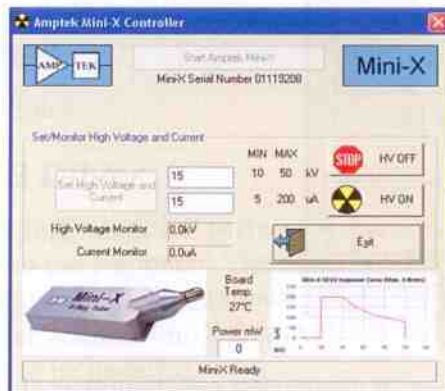 Amptek Mini-X Controller
AMP TEK
Start Amptek Mini-X
Mini-X
MiniX Serial Number 01119208
Set/Monitor High Voltage and Current
MIN MAX
Set High Voltage and Current
15
10 50 kV
STOP
HV OFF
15
5 200 uA
HV ON
High Voltage Monitor 0.0kV
Current Monitor 0.0uA
Exit
Mini-X
X-Ray Tube
Board Temp
27°C
Power mW
0
MiniX Ready